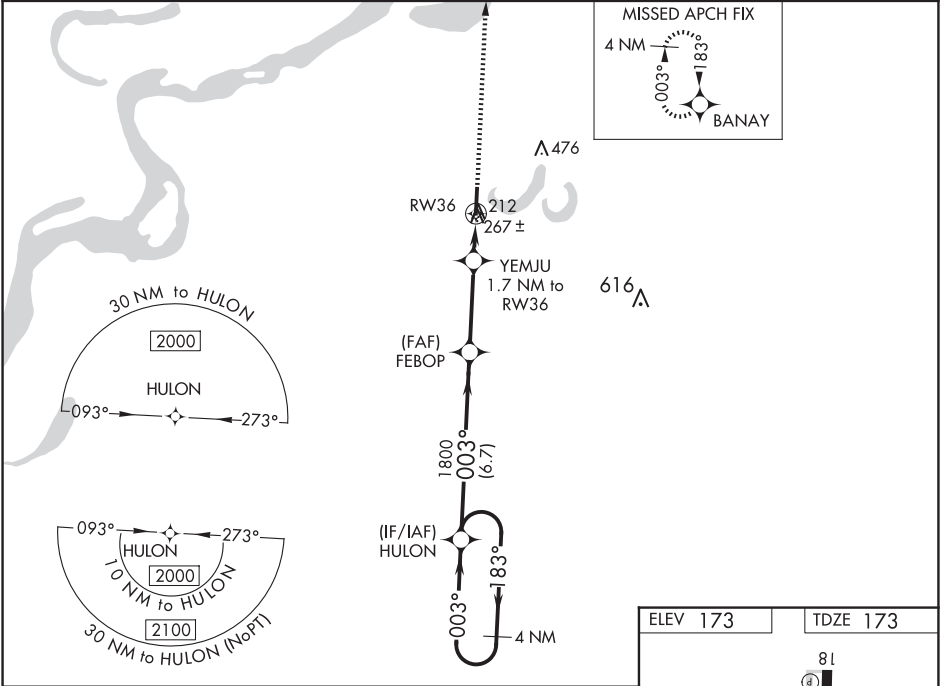 MISSED APCH FIX
4 NM
183°
003°
BANAY
476
RW36
212
267 ±
YEMJU
1.7 NM to
RW36
616
30 NM to HULON
2000
HULON
093°
273°
(FAF)
FEBOP
1800
003°
(6.7)
(IF/IAF)
HULON
183°
003°
4 NM
093°
273°
HULON
2000
10 NM to HULON
2100
30 NM to HULON (NoPT)
ELEV 173
TDZE 173
18
P